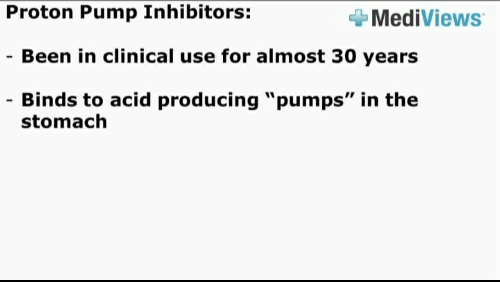 Proton Pump Inhibitors:
MediViews
- Been in clinical use for almost 30 years
- Binds to acid producing “pumps” in the
stomach